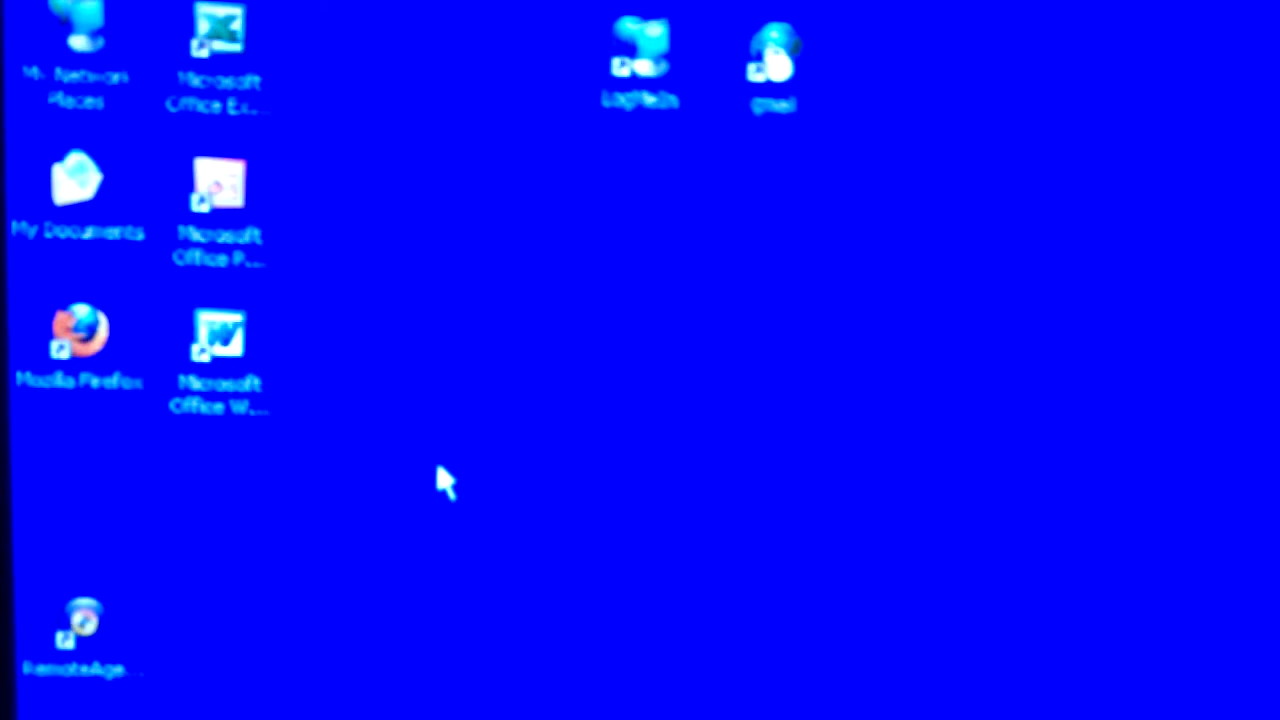 My Network
Places
Microsoft
Office Ex...
LogMeIn
gmail
My Documents
Microsoft
Office P...
Mozilla Firefox
Microsoft
Office W...
RemoteAge...